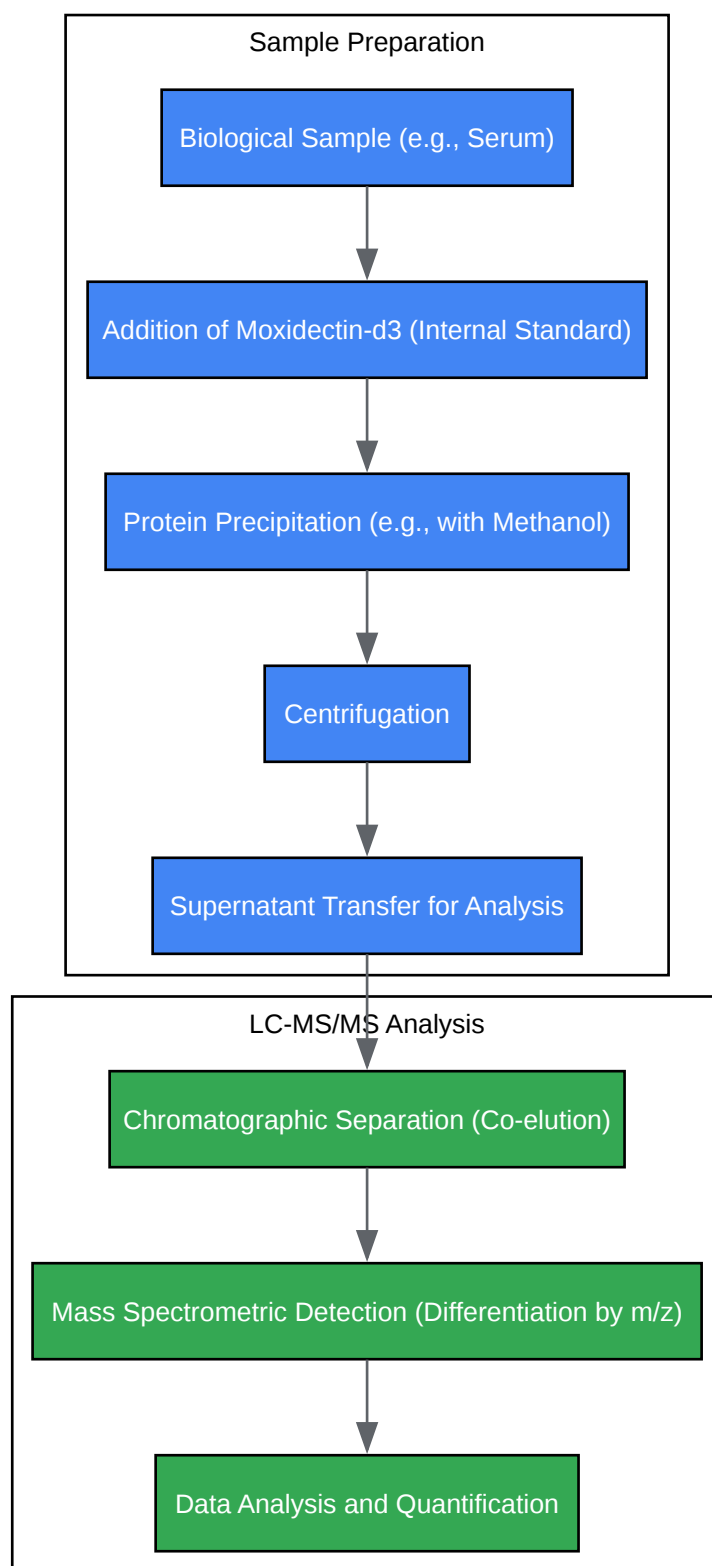 Sample Preparation
Biological Sample (e.g., Serum)
Addition of Moxidectin-d3 (Internal Standard)
Protein Precipitation (e.g., with Methanol)
Centrifugation
Supernatant Transfer for Analysis
LC-MS/MS Analysis
Chromatographic Separation (Co-elution)
Mass Spectrometric Detection (Differentiation by m/z)
Data Analysis and Quantification